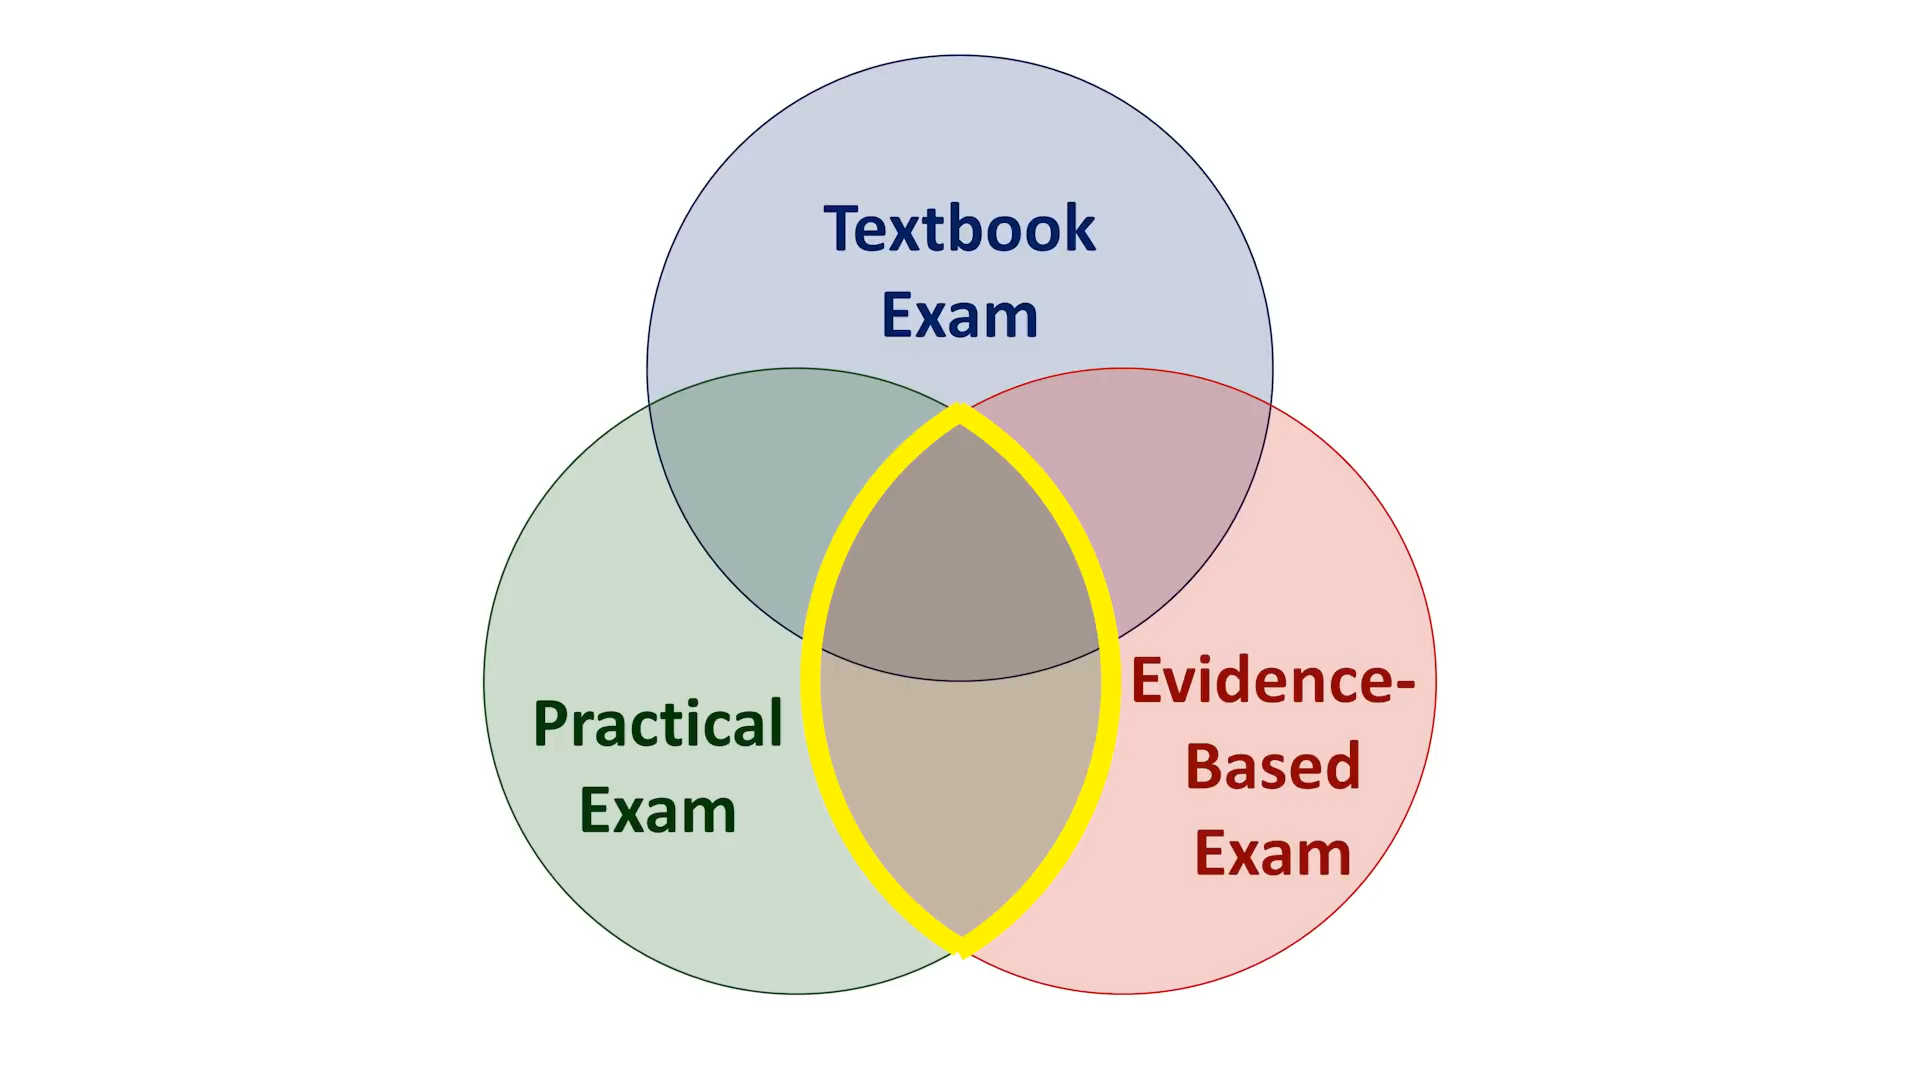 Textbook
Exam
Practical
Exam
Evidence-
Based
Exam